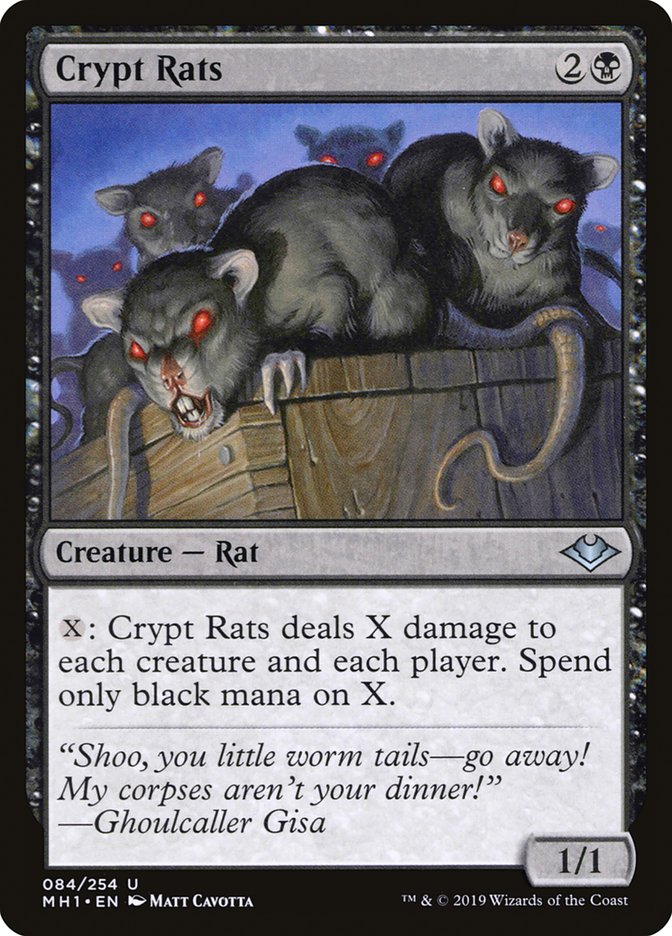 Crypt Rats
2
Creature — Rat
X: Crypt Rats deals X damage to
each creature and each player. Spend
only black mana on X.
“Shoo, you little worm tails—go away!
My corpses aren’t your dinner!”
—Ghoulcaller Gisa
1/1
084/254 U
MH1 • EN Matt Cavotta
™ & © 2019 Wizards of the Coast